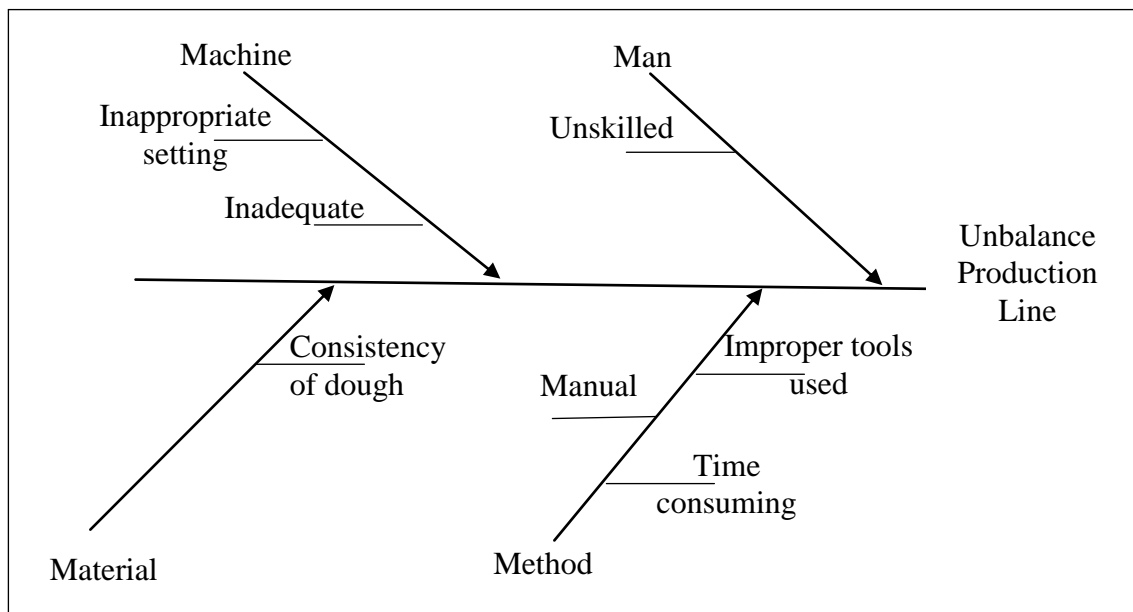 Machine
Man
Inappropriate
setting
Unskilled
Inadequate
Unbalance
Production
Line
Consistency
of dough
Improper tools
used
Manual
Time
consuming
Method
Material